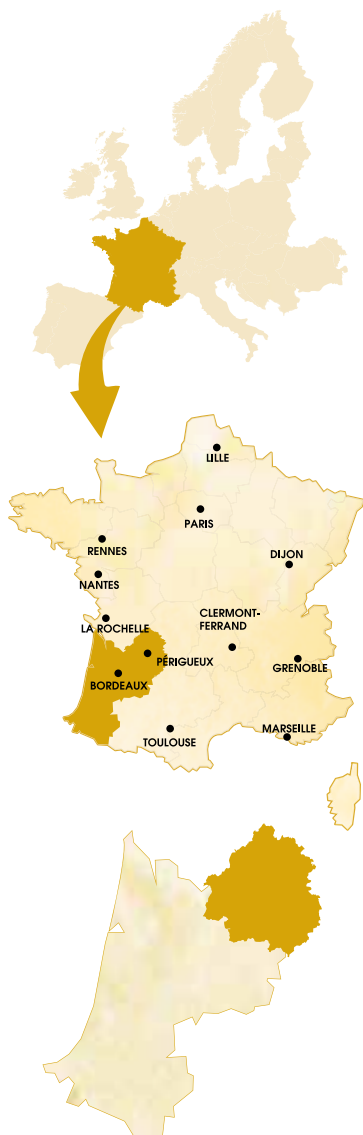 LILLE
PARIS
RENNES
DIJON
NANTES
CLERMONT-
FERRAND
LA ROCHELLE
PÉRIGUEUX
GRENOBLE
BORDEAUX
TOULOUSE
MARSEILLE